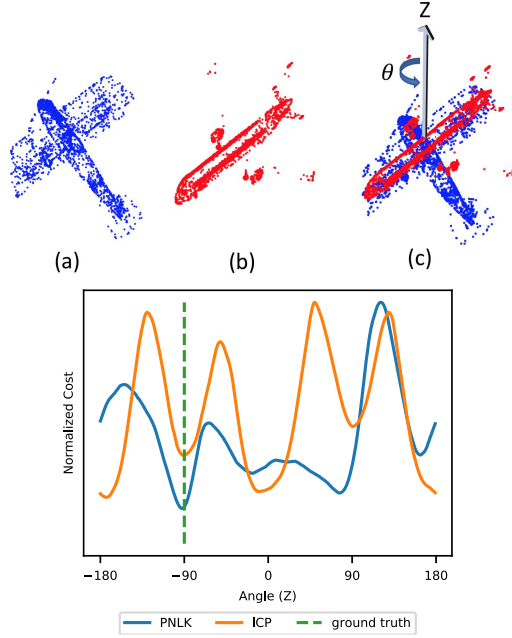 Z
θ
(a)
(b)
(c)
Normalized Cost
−180
−90
0
90
180
Angle (Z)
PNLK
ICP
ground truth